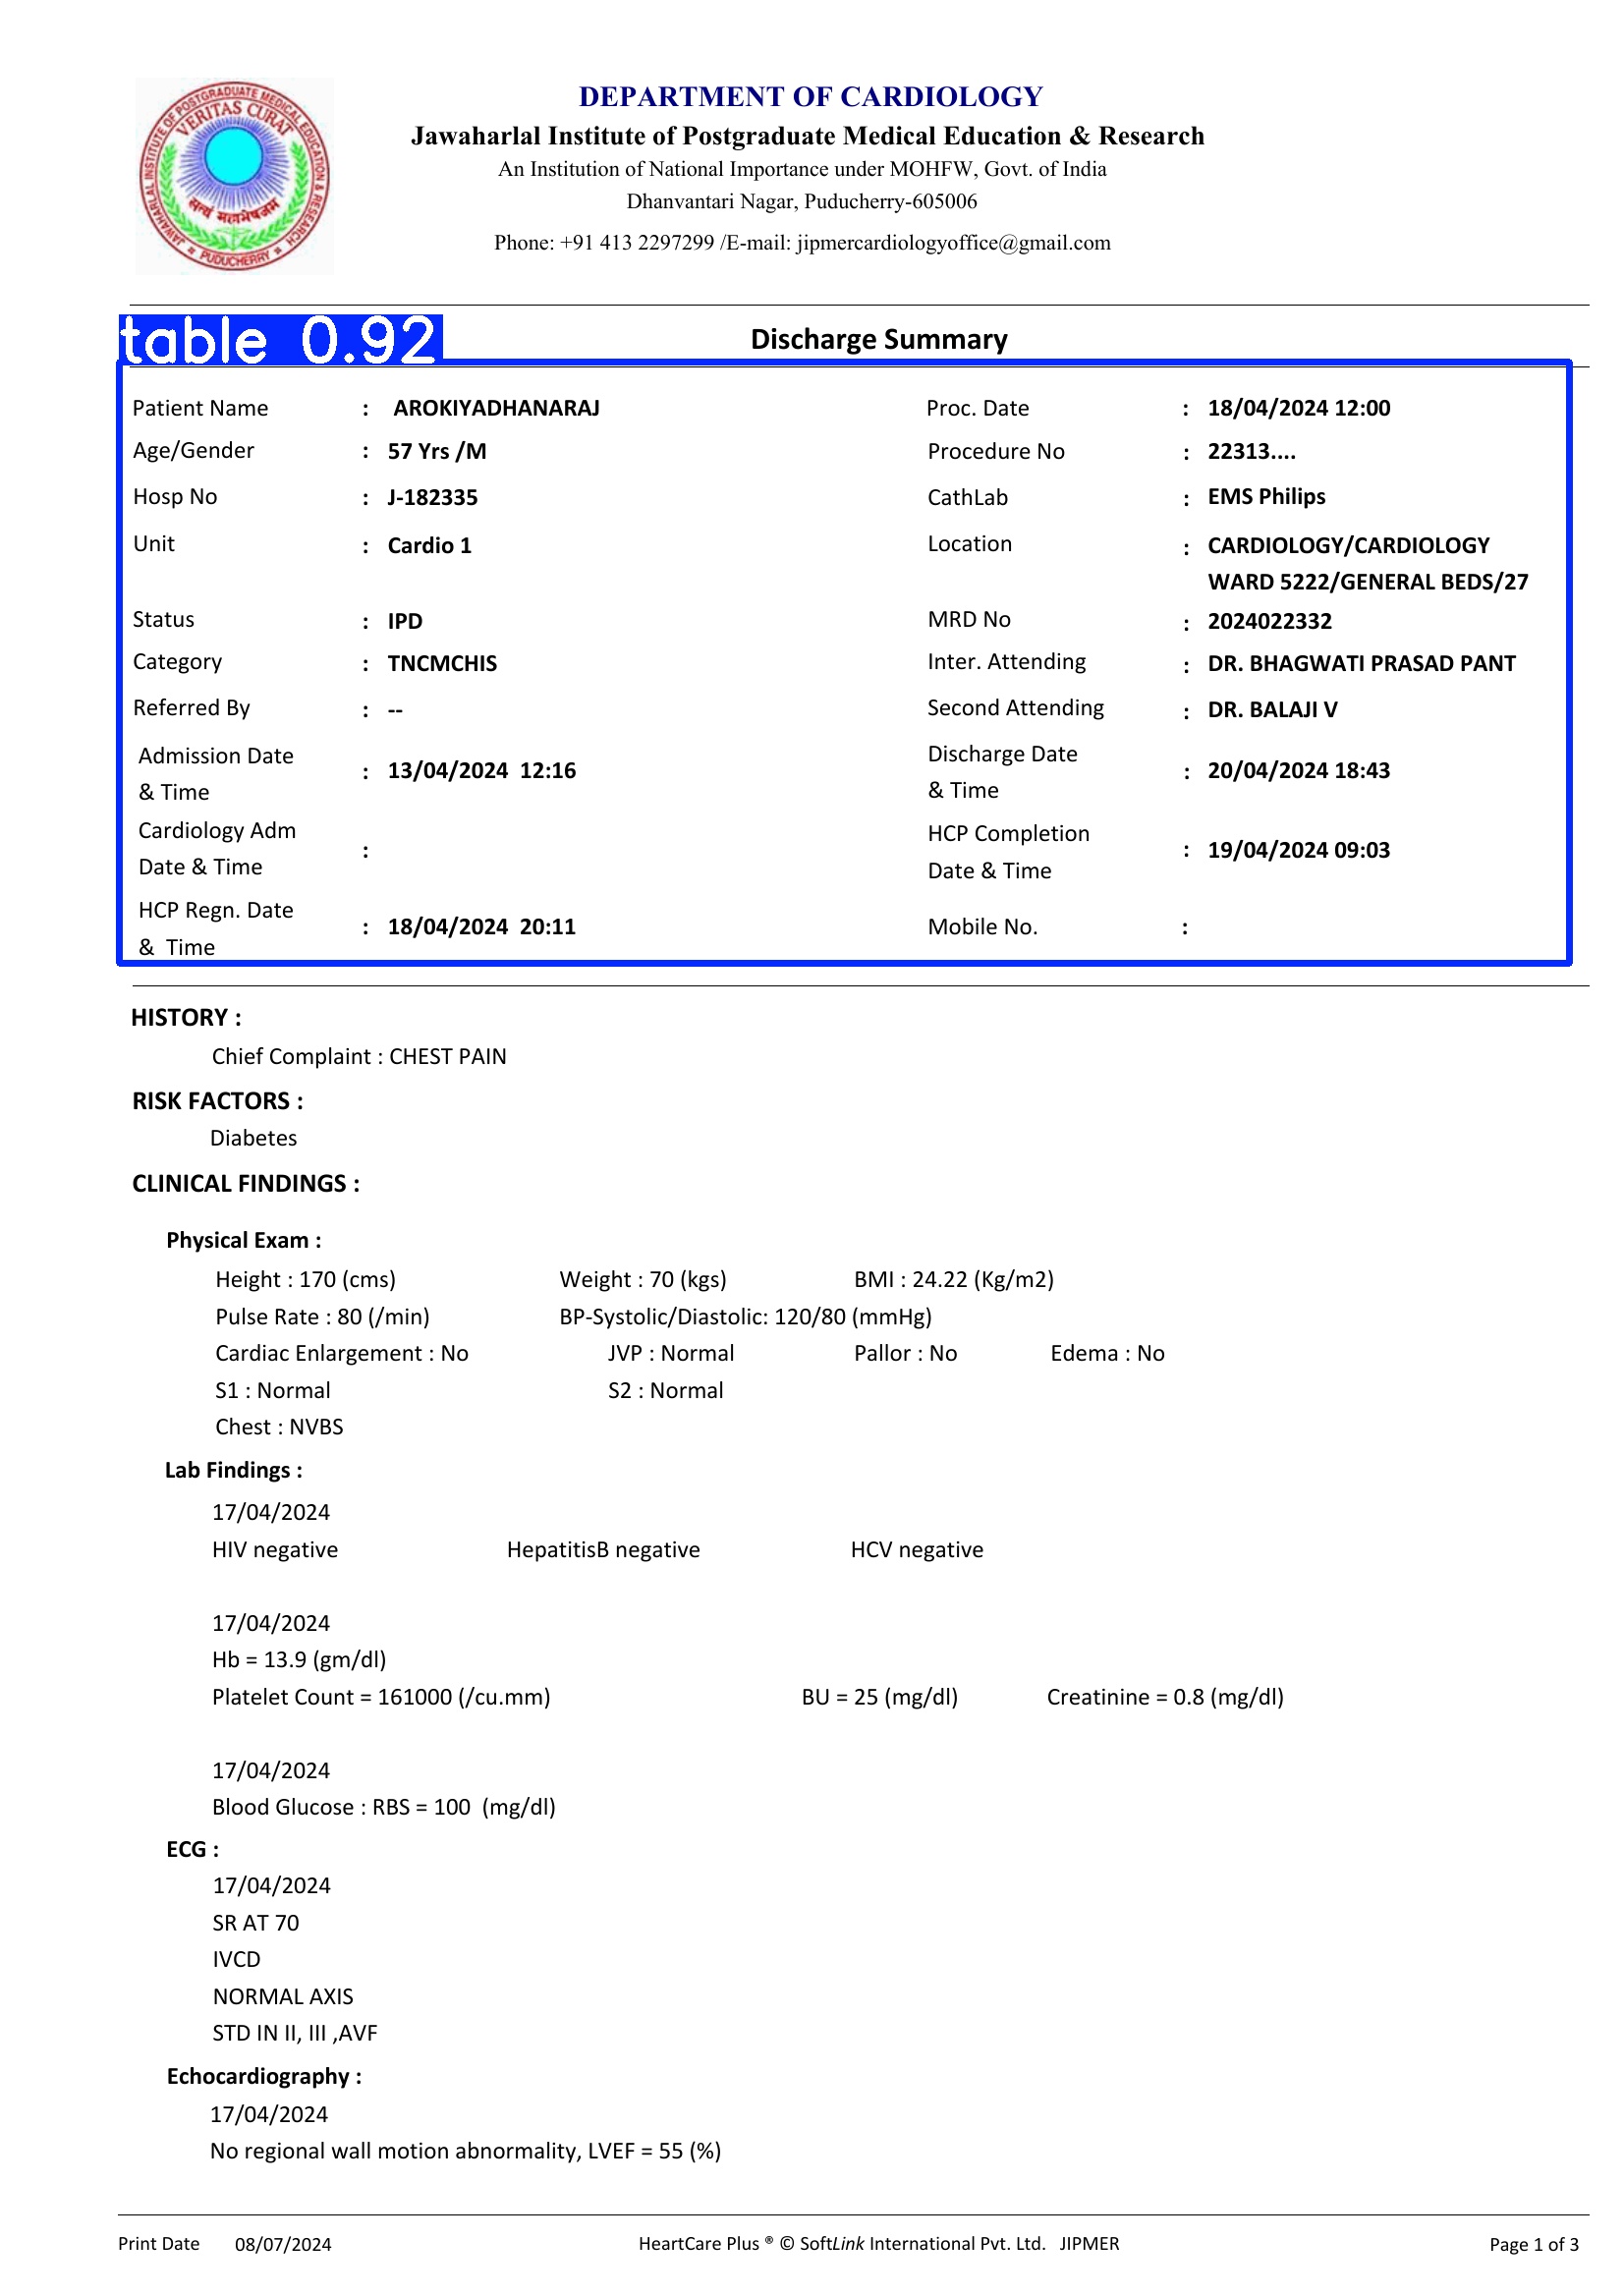 JAWAHARLAL INSTITUTE OF POSTGRADUATE MEDICAL EDUCATION & RESEARCH
VERITAS CURAT
सत्यं महाभेषजम्
PUDUCHERRY
DEPARTMENT OF CARDIOLOGY
Jawaharlal Institute of Postgraduate Medical Education & Research
An Institution of National Importance under MOHFW, Govt. of India
Dhanvantari Nagar, Puducherry-605006
Phone: +91 413 2297299 /E-mail: jipmercardiologyoffice@gmail.com
table 0.92
Discharge Summary
Patient Name : AROKIYADHANARAJ Proc. Date : 18/04/2024 12:00
Age/Gender : 57 Yrs /M Procedure No : 22313....
Hosp No : J-182335 CathLab : EMS Philips
Unit : Cardio 1 Location : CARDIOLOGY/CARDIOLOGY
WARD 5222/GENERAL BEDS/27
Status : IPD MRD No : 2024022332
Category : TNCMCHIS Inter. Attending : DR. BHAGWATI PRASAD PANT
Referred By : -- Second Attending : DR. BALAJI V
Admission Date
& Time : 13/04/2024 12:16 Discharge Date
& Time : 20/04/2024 18:43
Cardiology Adm
Date & Time : HCP Completion
Date & Time : 19/04/2024 09:03
HCP Regn. Date
& Time : 18/04/2024 20:11 Mobile No. :
HISTORY :
Chief Complaint : CHEST PAIN
RISK FACTORS :
Diabetes
CLINICAL FINDINGS :
Physical Exam :
Height : 170 (cms) Weight : 70 (kgs) BMI : 24.22 (Kg/m2)
Pulse Rate : 80 (/min) BP-Systolic/Diastolic: 120/80 (mmHg)
Cardiac Enlargement : No JVP : Normal Pallor : No Edema : No
S1 : Normal S2 : Normal
Chest : NVBS
Lab Findings :
17/04/2024
HIV negative HepatitisB negative HCV negative
17/04/2024
Hb = 13.9 (gm/dl)
Platelet Count = 161000 (/cu.mm) BU = 25 (mg/dl) Creatinine = 0.8 (mg/dl)
17/04/2024
Blood Glucose : RBS = 100 (mg/dl)
ECG :
17/04/2024
SR AT 70
IVCD
NORMAL AXIS
STD IN II, III ,AVF
Echocardiography :
17/04/2024
No regional wall motion abnormality, LVEF = 55 (%)
Print Date 08/07/2024 HeartCare Plus ® © SoftLink International Pvt. Ltd. JIPMER Page 1 of 3